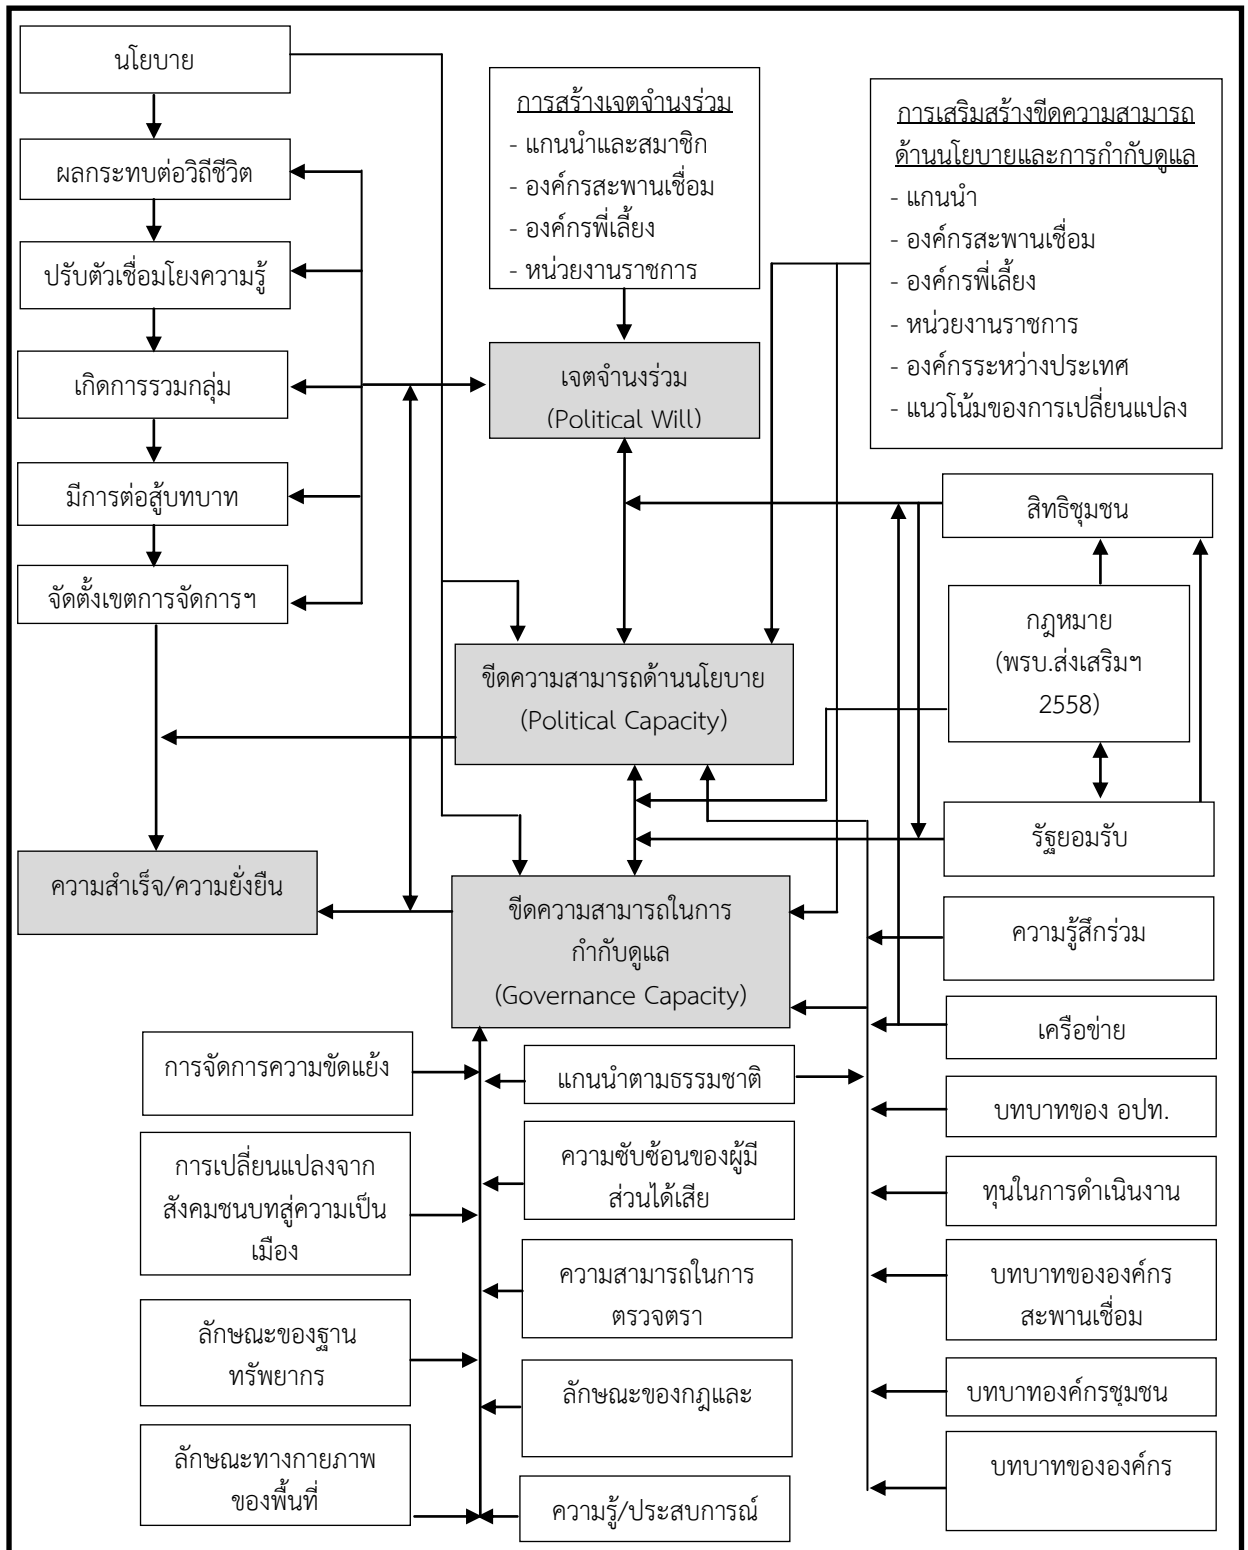 นโยบาย
ผลกระทบต่อวิถีชีวิต
ปรับตัวเชื่อมโยงความรู้
เกิดการรวมกลุ่ม
มีการต่อสู้บทบาท
จัดตั้งเขตการจัดการฯ
ความสำเร็จ/ความยั่งยืน
การสร้างเจตจำนงร่วม
- แกนนำและสมาชิก
- องค์กรสะพานเชื่อม
- องค์กรพี่เลี้ยง
- หน่วยงานราชการ
เจตจำนงร่วม
(Political Will)
ขีดความสามารถด้านนโยบาย
(Political Capacity)
ขีดความสามารถในการ
กำกับดูแล
(Governance Capacity)
การเสริมสร้างขีดความสามารถ
ด้านนโยบายและการกำกับดูแล
- แกนนำ
- องค์กรสะพานเชื่อม
- องค์กรพี่เลี้ยง
- หน่วยงานราชการ
- องค์กรระหว่างประเทศ
- แนวโน้มของการเปลี่ยนแปลง
สิทธิชุมชน
กฎหมาย
(พรบ.ส่งเสริมฯ
2558)
รัฐยอมรับ
ความรู้สึกร่วม
เครือข่าย
บทบาทของ อปท.
ทุนในการดำเนินงาน
บทบาทขององค์กร
สะพานเชื่อม
บทบาทองค์กรชุมชน
บทบาทขององค์กร
การจัดการความขัดแย้ง
การเปลี่ยนแปลงจาก
สังคมชนบทสู่ความเป็น
เมือง
ลักษณะของฐาน
ทรัพยากร
ลักษณะทางกายภาพ
ของพื้นที่
แกนนำตามธรรมชาติ
ความซับซ้อนของผู้มี
ส่วนได้เสีย
ความสามารถในการ
ตรวจตรา
ลักษณะของกฎและ
ความรู้/ประสบการณ์